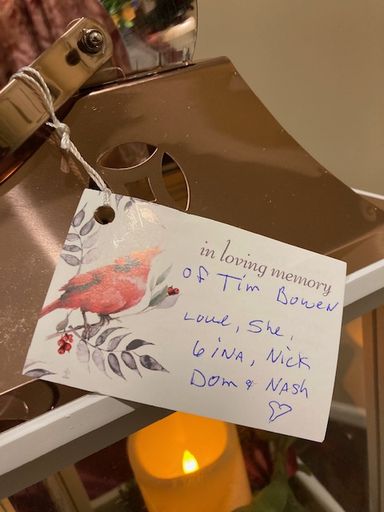 in loving memory
of Tim Bowen
Love, She,
Gina, Nick
Dom & Nash